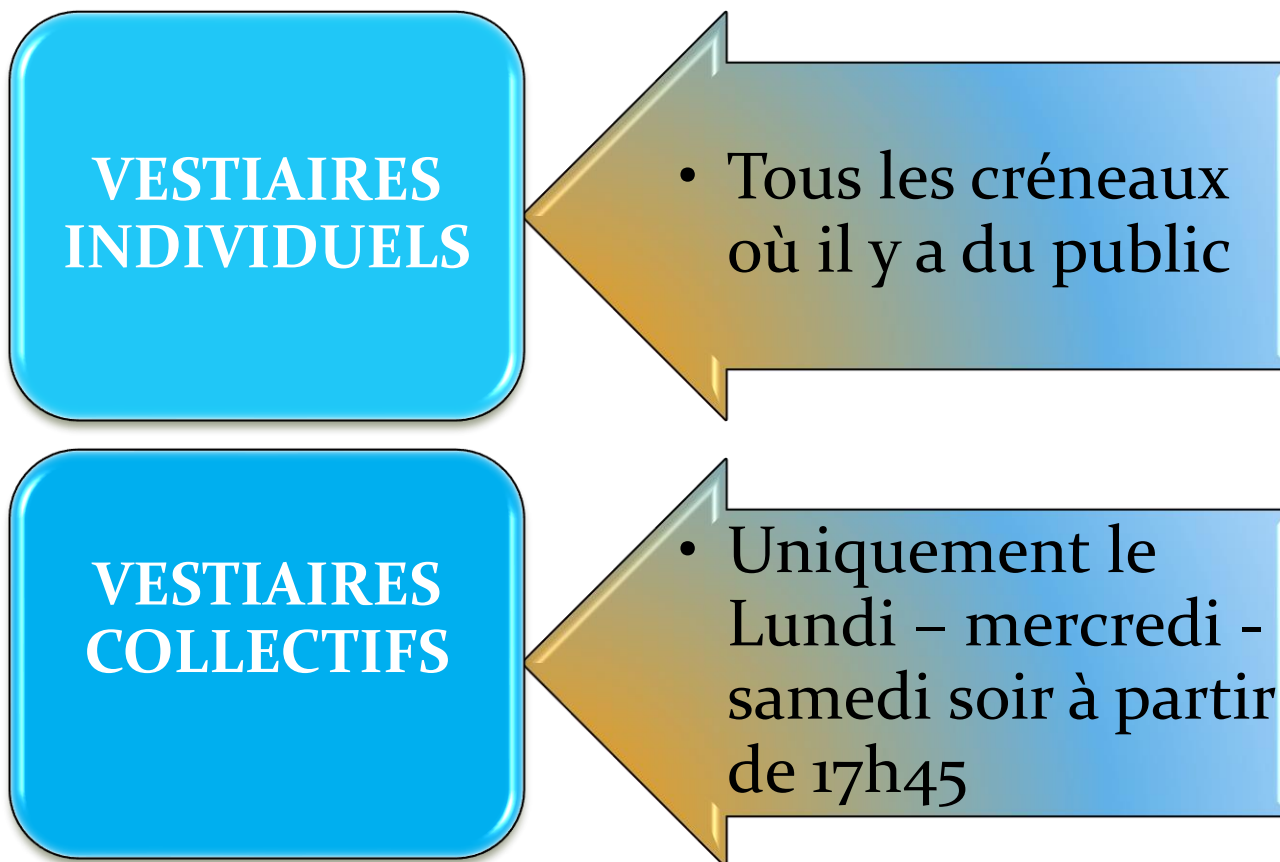 VESTIAIRES
INDIVIDUELS
• Tous les créneaux
où il y a du public
VESTIAIRES
COLLECTIFS
• Uniquement le
Lundi – mercredi -
samedi soir à partir
de 17h45